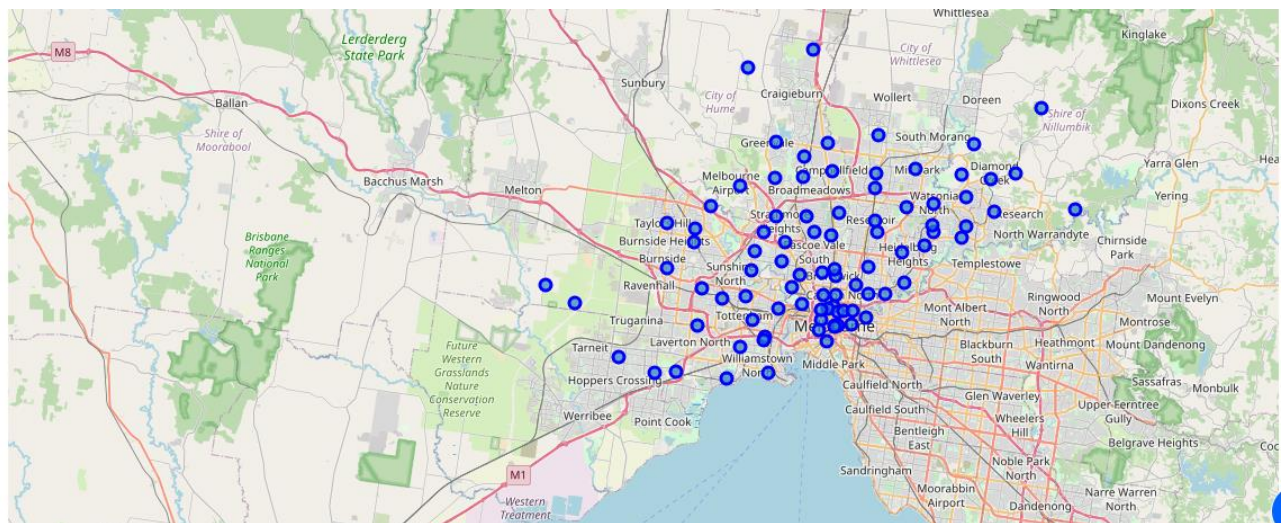 Whittlesea
Kinglake
M8
Lerderderg
State Park
City of
Whittlesea
Sunbury
City of
Hume
Craigieburn
Wollert
Doreen
Dixons Creek
Ballan
Shire of
Nillumbik
Shire of
Moorabool
South Morang
Yarra Glen
Bacchus Marsh
Melton
Melbourne
Airport
Broadmeadows
Diamond
Creek
Yering
Watsonia
North
Research
Taylors Hill
Reservoir
North Warrandyte
Burnside Heights
Chirnside
Park
Brisbane
Ranges
National
Park
Burnside
Pascoe Vale
South
Heidelberg
Heights
Templestowe
Sunshine
North
Ravenhall
Ringwood
North
Mount Evelyn
Mont Albert
North
Truganina
Tottenham
Montrose
Future
Western
Grasslands
Nature
Conservation
Reserve
Tarneit
Laverton North
Blackburn
South
Heathmont
Mount Dandenong
Williamstown
North
Middle Park
Wantirna
Hoppers Crossing
Caulfield North
Sassafras
Monbulk
Werribee
Point Cook
Caulfield South
Glen Waverley
Upper Ferntree
Gully
Wheelers
Hill
Bentleigh
East
Belgrave Heights
M1
Noble Park
North
Sandringham
Western
Treatment
Moorabbin
Airport
Dandenong
Narre Warren
North